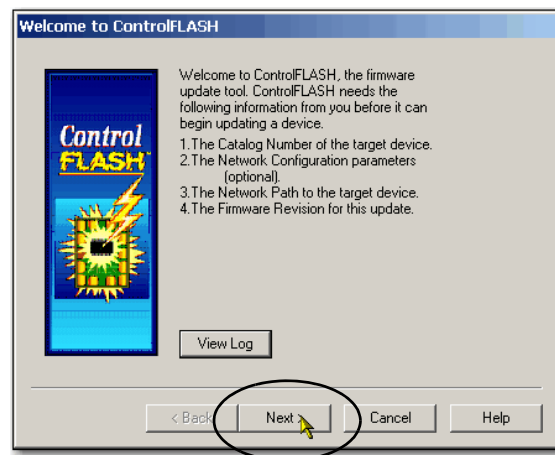 Welcome to ControlFLASH
Control
FLASH™
Welcome to ControlFLASH, the firmware
update tool. ControlFLASH needs the
following information from you before it can
begin updating a device.
1.The Catalog Number of the target device.
2.The Network Configuration parameters
(optional).
3.The Network Path to the target device.
4.The Firmware Revision for this update.
View Log
< Back
Next >
Cancel
Help